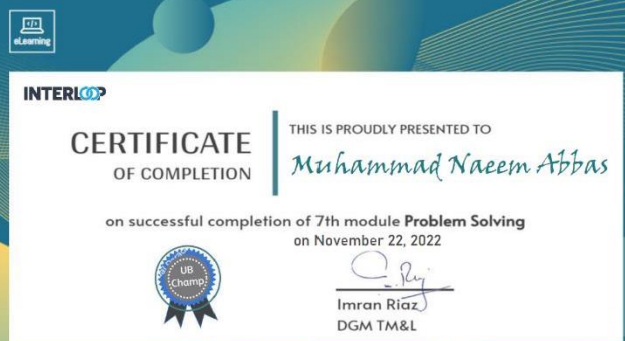 eLearning
INTERLOOP
CERTIFICATE
OF COMPLETION
THIS IS PROUDLY PRESENTED TO
Muhammad Naeem Abbas
on successful completion of 7th module Problem Solving
on November 22, 2022
UB
Champ
Imran Riaz
DGM TM&L